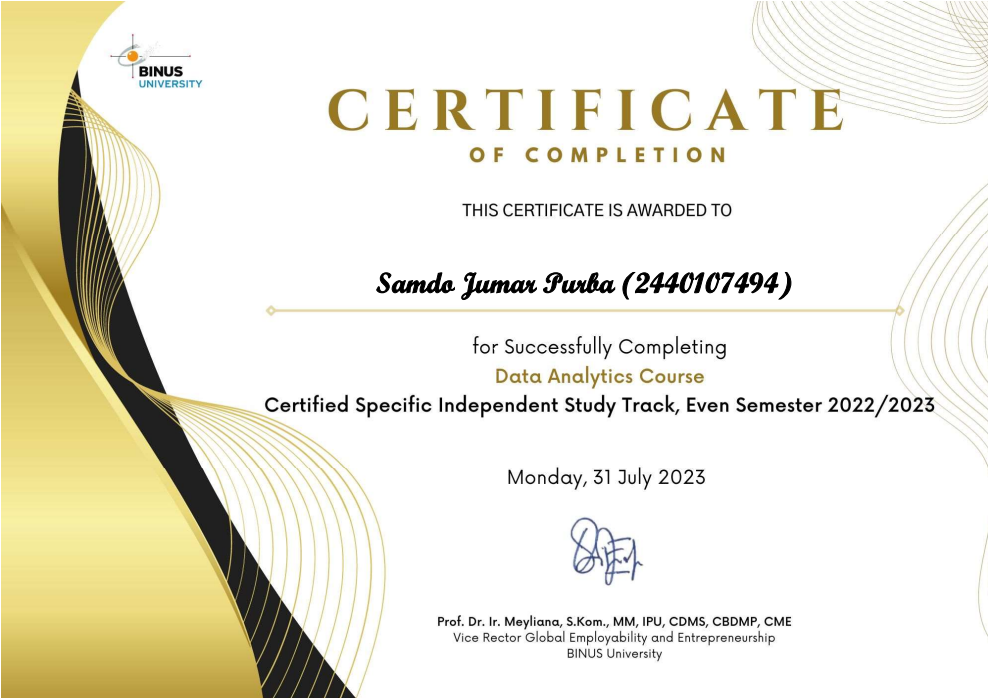 BINUS
UNIVERSITY
CERTIFICATE
OF COMPLETION
THIS CERTIFICATE IS AWARDED TO
Samdo Jumar Purba (2440107494)
for Successfully Completing
Data Analytics Course
Certified Specific Independent Study Track, Even Semester 2022/2023
Monday, 31 July 2023
Prof. Dr. Ir. Meyliana, S.Kom., MM, IPU, CDMS, CBDMP, CME
Vice Rector Global Employability and Entrepreneurship
BINUS University